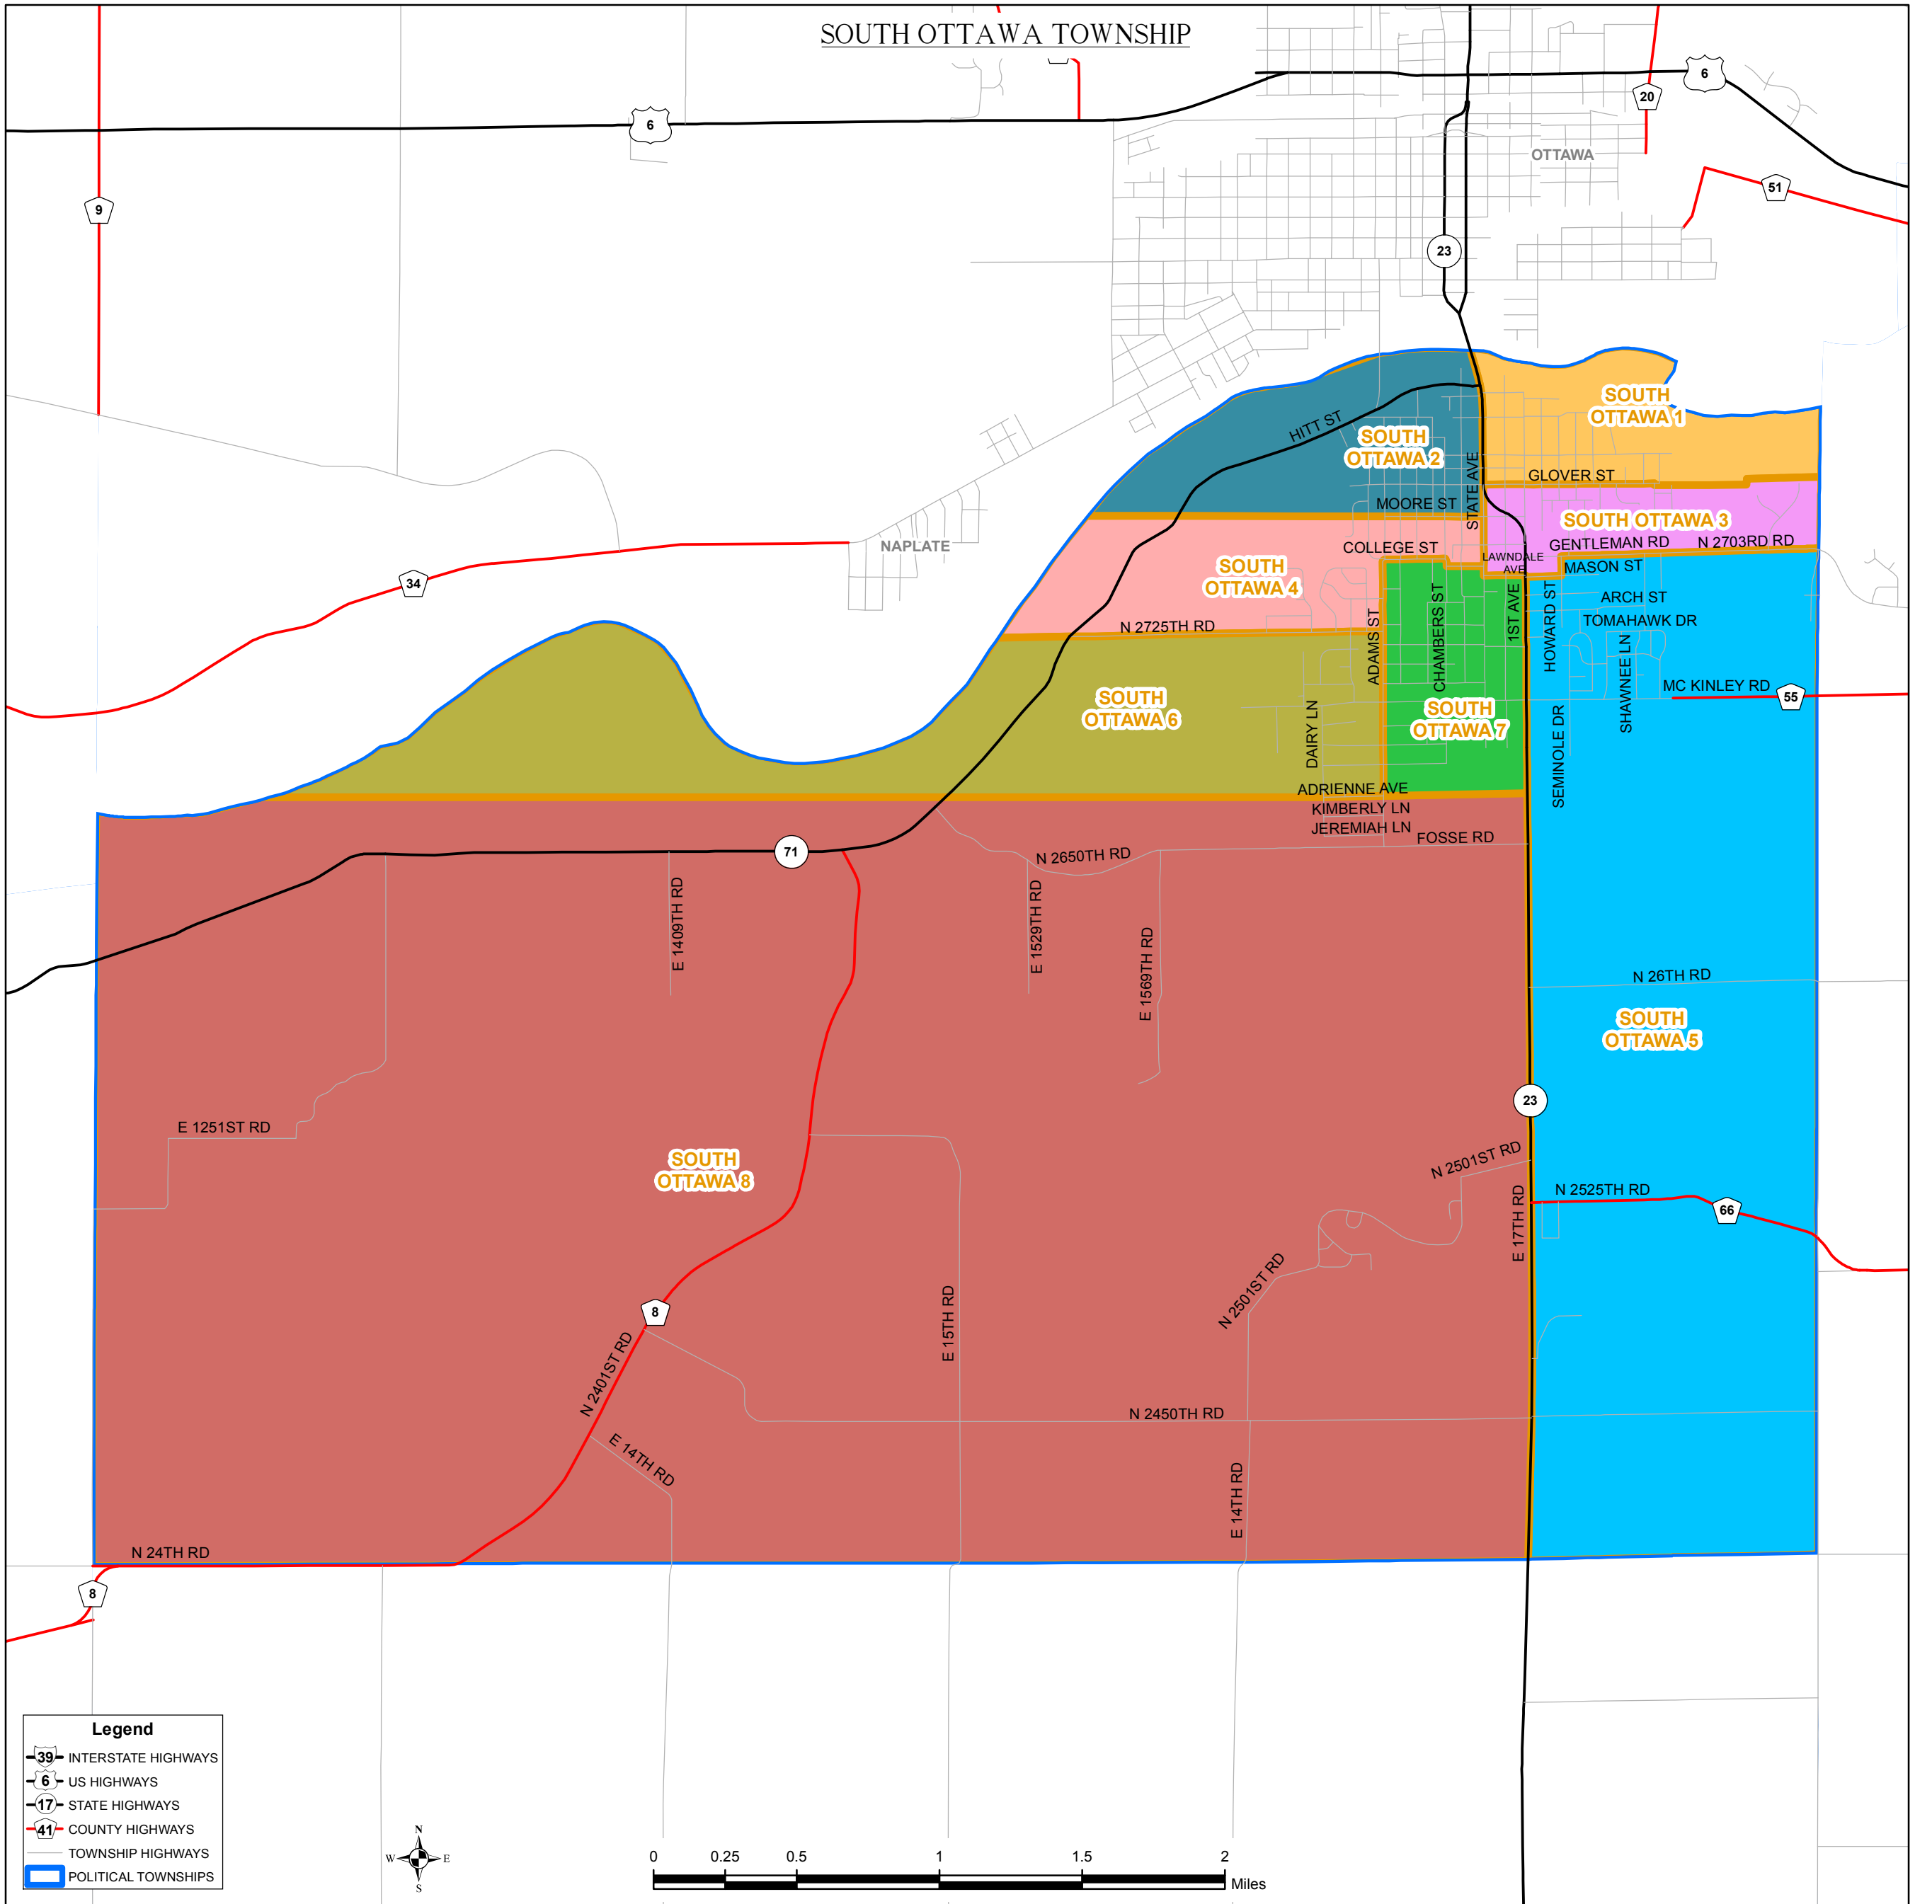 SOUTH OTTAWA TOWNSHIP
6
6
20
OTTAWA
51
9
23
SOUTH
OTTAWA 1
HITT ST
SOUTH
OTTAWA 2
STATE AVE
GLOVER ST
MOORE ST
SOUTH OTTAWA 3
NAPLATE
COLLEGE ST
GENTLEMAN RD
N 2703RD RD
LAWNDALE
AVE
MASON ST
34
SOUTH
OTTAWA 4
CHAMBERS ST
1ST AVE
HOWARD ST
ARCH ST
N 2725TH RD
ADAMS ST
TOMAHAWK DR
SHAWNEE LN
MC KINLEY RD
55
SOUTH
OTTAWA 6
SOUTH
OTTAWA 7
DAIRY LN
SEMINOLE DR
ADRIENNE AVE
KIMBERLY LN
JEREMIAH LN
FOSSE RD
71
N 2650TH RD
E 1409TH RD
E 1529TH RD
E 1569TH RD
N 26TH RD
SOUTH
OTTAWA 5
23
E 1251ST RD
SOUTH
OTTAWA 8
N 2501ST RD
N 2525TH RD
66
E 17TH RD
N 2501ST RD
8
E 15TH RD
N 2401ST RD
N 2450TH RD
E 14TH RD
E 14TH RD
N 24TH RD
8
Legend
39 INTERSTATE HIGHWAYS
6 US HIGHWAYS
17 STATE HIGHWAYS
41 COUNTY HIGHWAYS
TOWNSHIP HIGHWAYS
POLITICAL TOWNSHIPS
N
W E
S
0 0.25 0.5 1 1.5 2
Miles